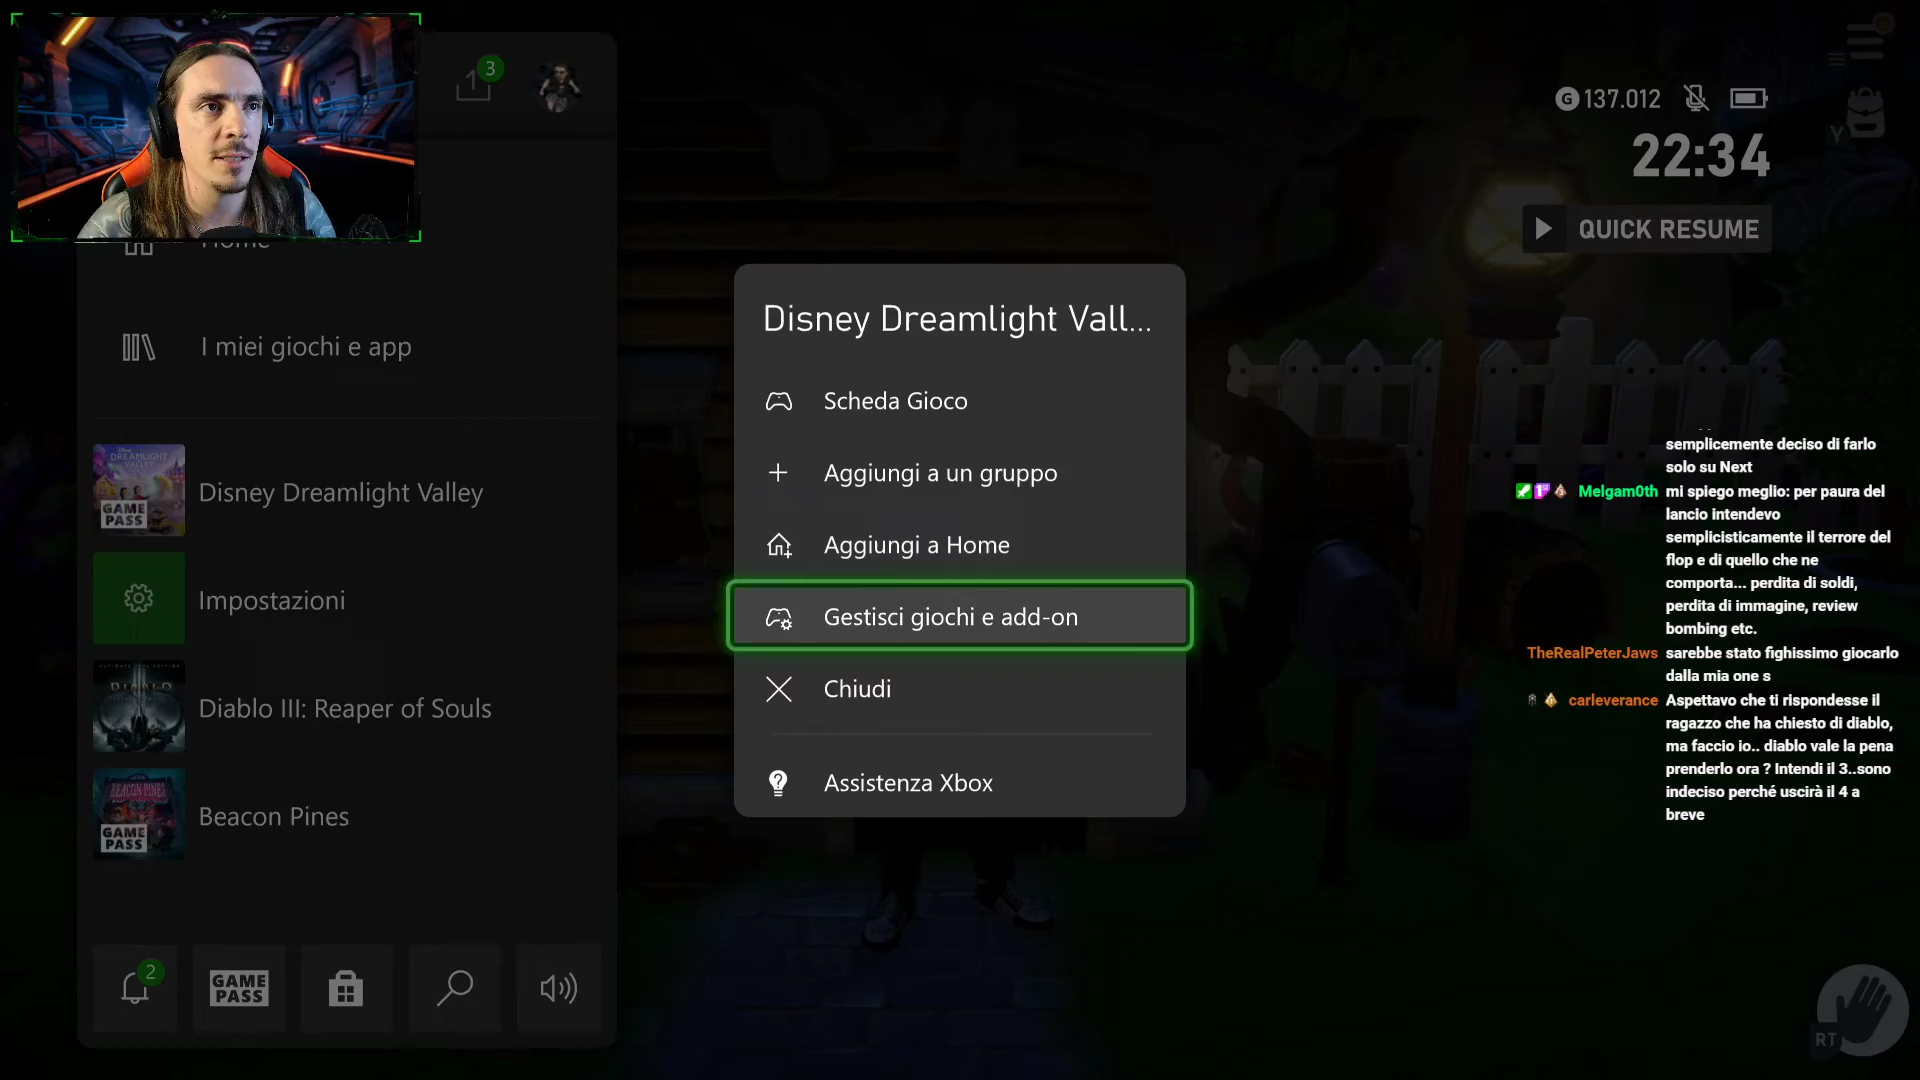 3
G 137.012
22:34
QUICK RESUME
Y
Home
I miei giochi e app
Disney Dreamlight Valley
DREAMLIGHT
VALLEY
GAME
PASS
Impostazioni
Diablo III: Reaper of Souls
DIABLO
Beacon Pines
BEACON PINES
GAME
PASS
2
GAME
PASS
Disney Dreamlight Vall...
Scheda Gioco
Aggiungi a un gruppo
Aggiungi a Home
Gestisci giochi e add-on
Chiudi
Assistenza Xbox
semplicemente deciso di farlo
solo su Next
Melgam0th mi spiego meglio: per paura del
lancio intendevo
semplicisticamente il terrore del
flop e di quello che ne
comporta... perdita di soldi,
perdita di immagine, review
bombing etc.
TheRealPeterJaws sarebbe stato fighissimo giocarlo
dalla mia one s
carleverance Aspettavo che ti rispondesse il
ragazzo che ha chiesto di diablo,
ma faccio io.. diablo vale la pena
prenderlo ora ? Intendi il 3..sono
indeciso perché uscirà il 4 a
breve
RT